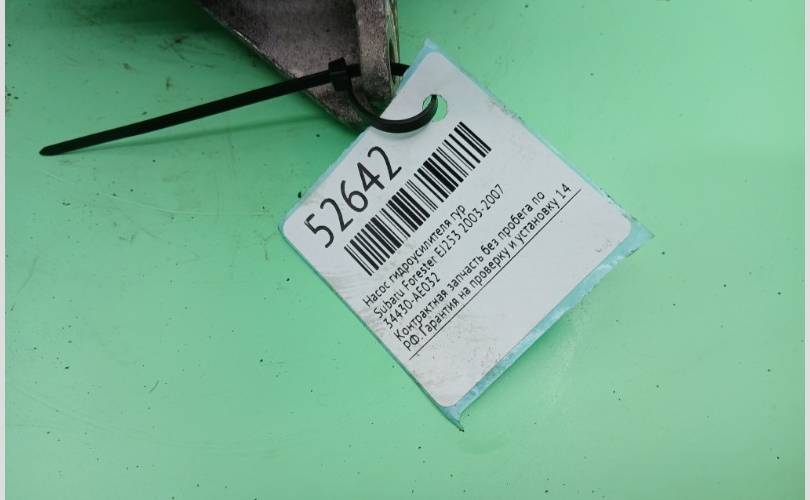 52642
Насос гидроусилителя гур
Subaru Forester EJ253 2003-2007
34430-AE032
Контрактная запчасть без пробега по
РФ.Гарантия на проверку и установку 14